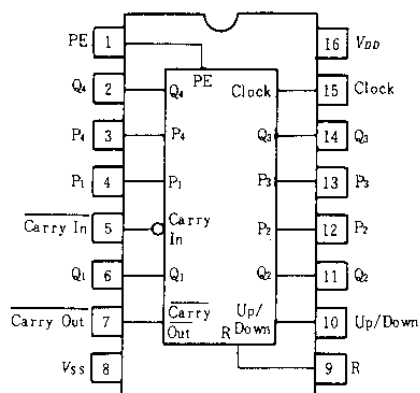 PE 1 16 V_DD
PE
Q4 2 Q4 Clock 15 Clock
P4 3 P4 Q3 14 Q3
P1 4 P1 P3 13 P3
Carry In 5 Carry In P2 12 P2
Q1 6 Q1 Q2 11 Q2
Carry Out 7 Carry Out Up/Down 10 Up/Down
R
Vss 8 9 R